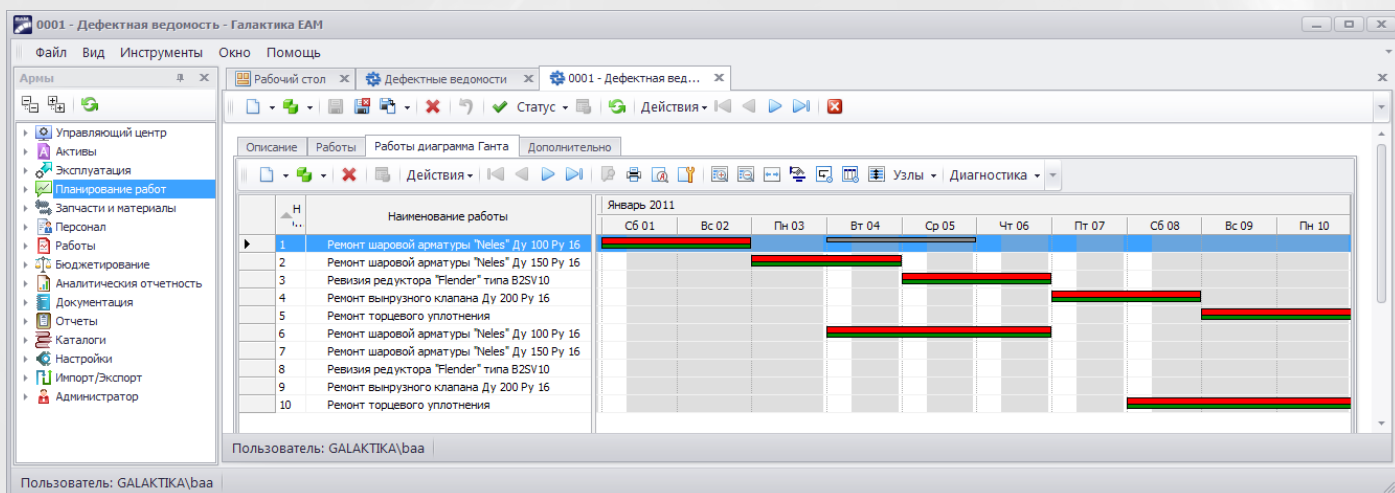 0001 - Дефектная ведомость - Галактика EAM
Файл Вид Инструменты Окно Помощь
Армы
Рабочий стол Дефектные ведомости 0001 - Дефектная вед...
Статус Действия
Управляющий центр
Активы
Эксплуатация
Планирование работ
Запчасти и материалы
Персонал
Работы
Бюджетирование
Аналитическия отчетность
Документация
Отчеты
Каталоги
Настройки
Импорт/Экспорт
Администратор
Описание Работы Работы диаграмма Ганта Дополнительно
Действия Узлы Диагностика
Н Наименование работы
Январь 2011
Сб 01 Вс 02 Пн 03 Вт 04 Ср 05 Чт 06 Пт 07 Сб 08 Вс 09 Пн 10
1 Ремонт шаровой арматуры "Neles" Ду 100 Ру 16
2 Ремонт шаровой арматуры "Neles" Ду 150 Ру 16
3 Ревизия редуктора "Flender" типа B2SV10
4 Ремонт вынрузного клапана Ду 200 Ру 16
5 Ремонт торцевого уплотнения
6 Ремонт шаровой арматуры "Neles" Ду 100 Ру 16
7 Ремонт шаровой арматуры "Neles" Ду 150 Ру 16
8 Ревизия редуктора "Flender" типа B2SV10
9 Ремонт вынрузного клапана Ду 200 Ру 16
10 Ремонт торцевого уплотнения
Пользователь: GALAKTIKA\baa
Пользователь: GALAKTIKA\baa